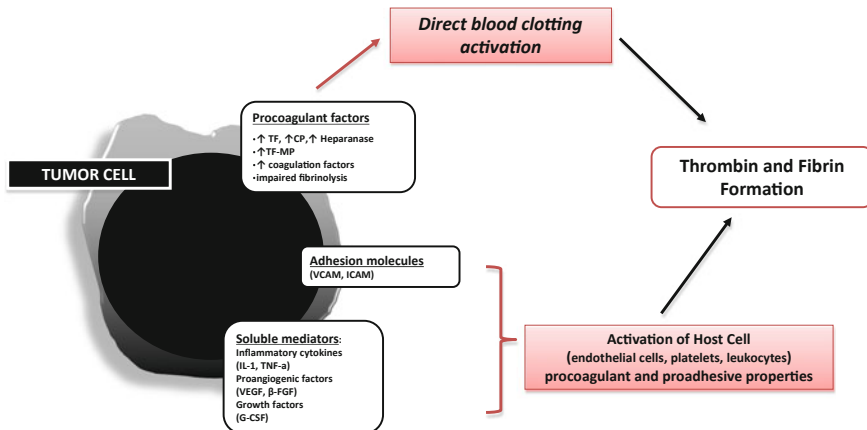 Direct blood clotting
activation
Procoagulant factors
·↑ TF, ↑CP,↑ Heparanase
·↑TF-MP
·↑ coagulation factors
·impaired fibrinolysis
TUMOR CELL
Thrombin and Fibrin
Formation
Adhesion molecules
(VCAM, ICAM)
Soluble mediators:
Inflammatory cytokines
(IL-1, TNF-a)
Proangiogenic factors
(VEGF, β-FGF)
Growth factors
(G-CSF)
Activation of Host Cell
(endothelial cells, platelets, leukocytes)
procoagulant and proadhesive properties